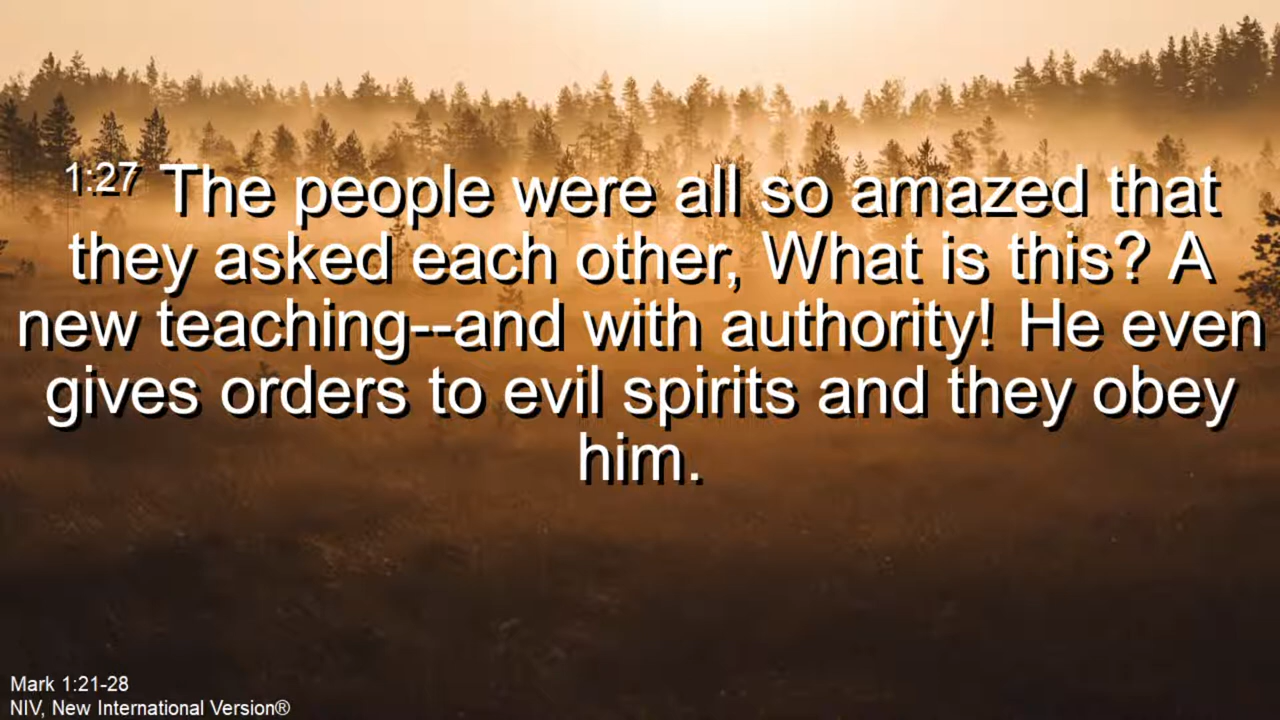 1:27 The people were all so amazed that
they asked each other, What is this? A
new teaching--and with authority! He even
gives orders to evil spirits and they obey
him.
Mark 1:21-28
NIV, New International Version®